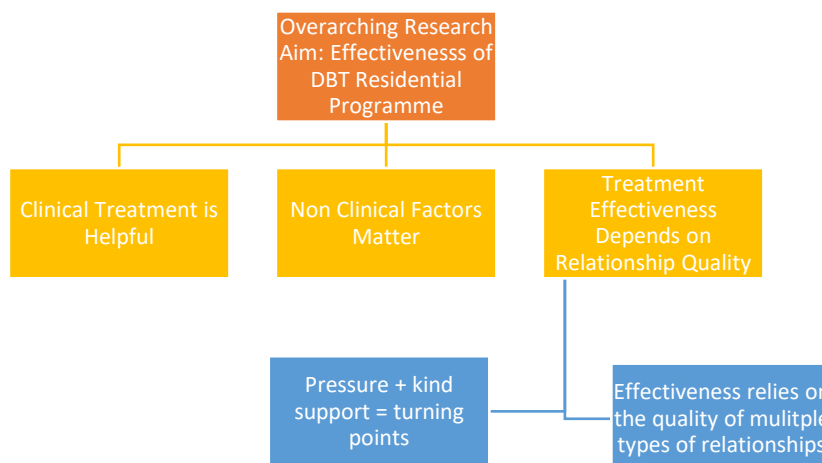 Overarching Research
Aim: Effectivenesss of
DBT Residential
Programme
Clinical Treatment is
Helpful
Non Clinical Factors
Matter
Treatment
Effectiveness
Depends on
Relationship Quality
Pressure + kind
support = turning
points
Effectiveness relies on
the quality of mulitple
types of relationships